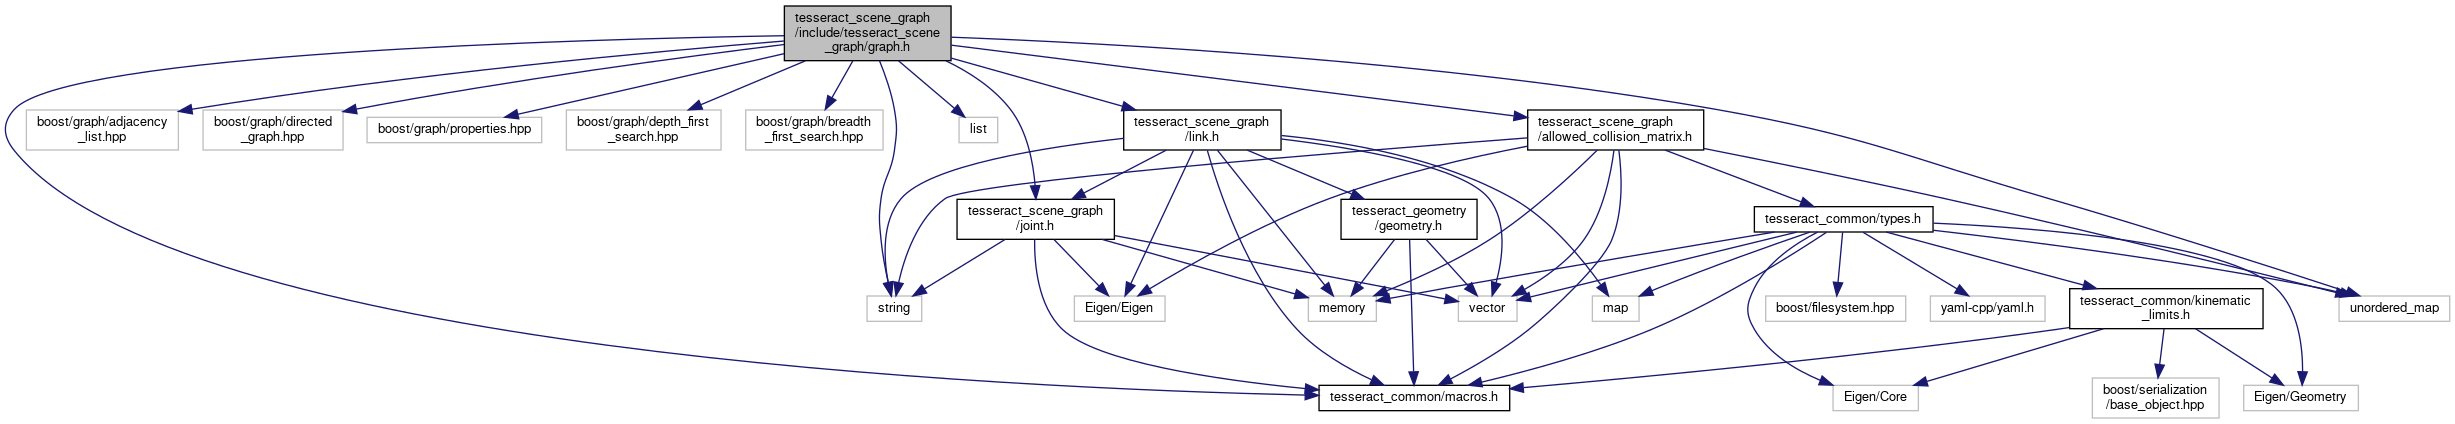 tesseract_scene_graph
/include/tesseract_scene
_graph/graph.h
boost/graph/adjacency
_list.hpp
boost/graph/directed
_graph.hpp
boost/graph/properties.hpp
boost/graph/depth_first
_search.hpp
boost/graph/breadth
_first_search.hpp
list
tesseract_scene_graph
/link.h
tesseract_scene_graph
/allowed_collision_matrix.h
tesseract_scene_graph
/joint.h
tesseract_geometry
/geometry.h
tesseract_common/types.h
string
Eigen/Eigen
memory
vector
map
boost/filesystem.hpp
yaml-cpp/yaml.h
tesseract_common/kinematic
_limits.h
unordered_map
tesseract_common/macros.h
Eigen/Core
boost/serialization
/base_object.hpp
Eigen/Geometry